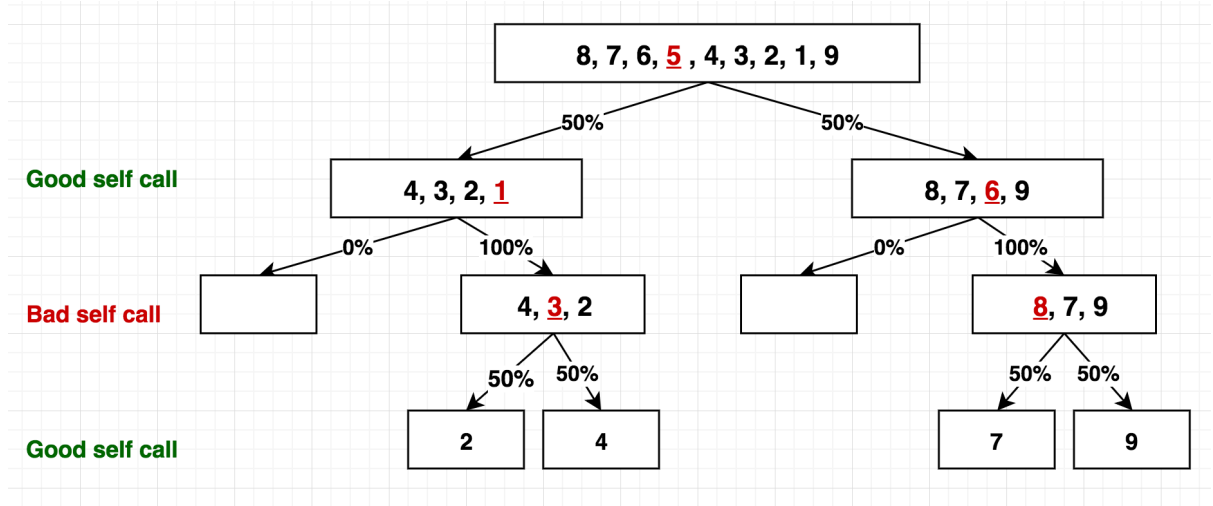 8, 7, 6, 5 , 4, 3, 2, 1, 9
50%
50%
Good self call
4, 3, 2, 1
8, 7, 6, 9
0%
100%
0%
100%
Bad self call
4, 3, 2
8, 7, 9
50%
50%
50%
50%
Good self call
2
4
7
9